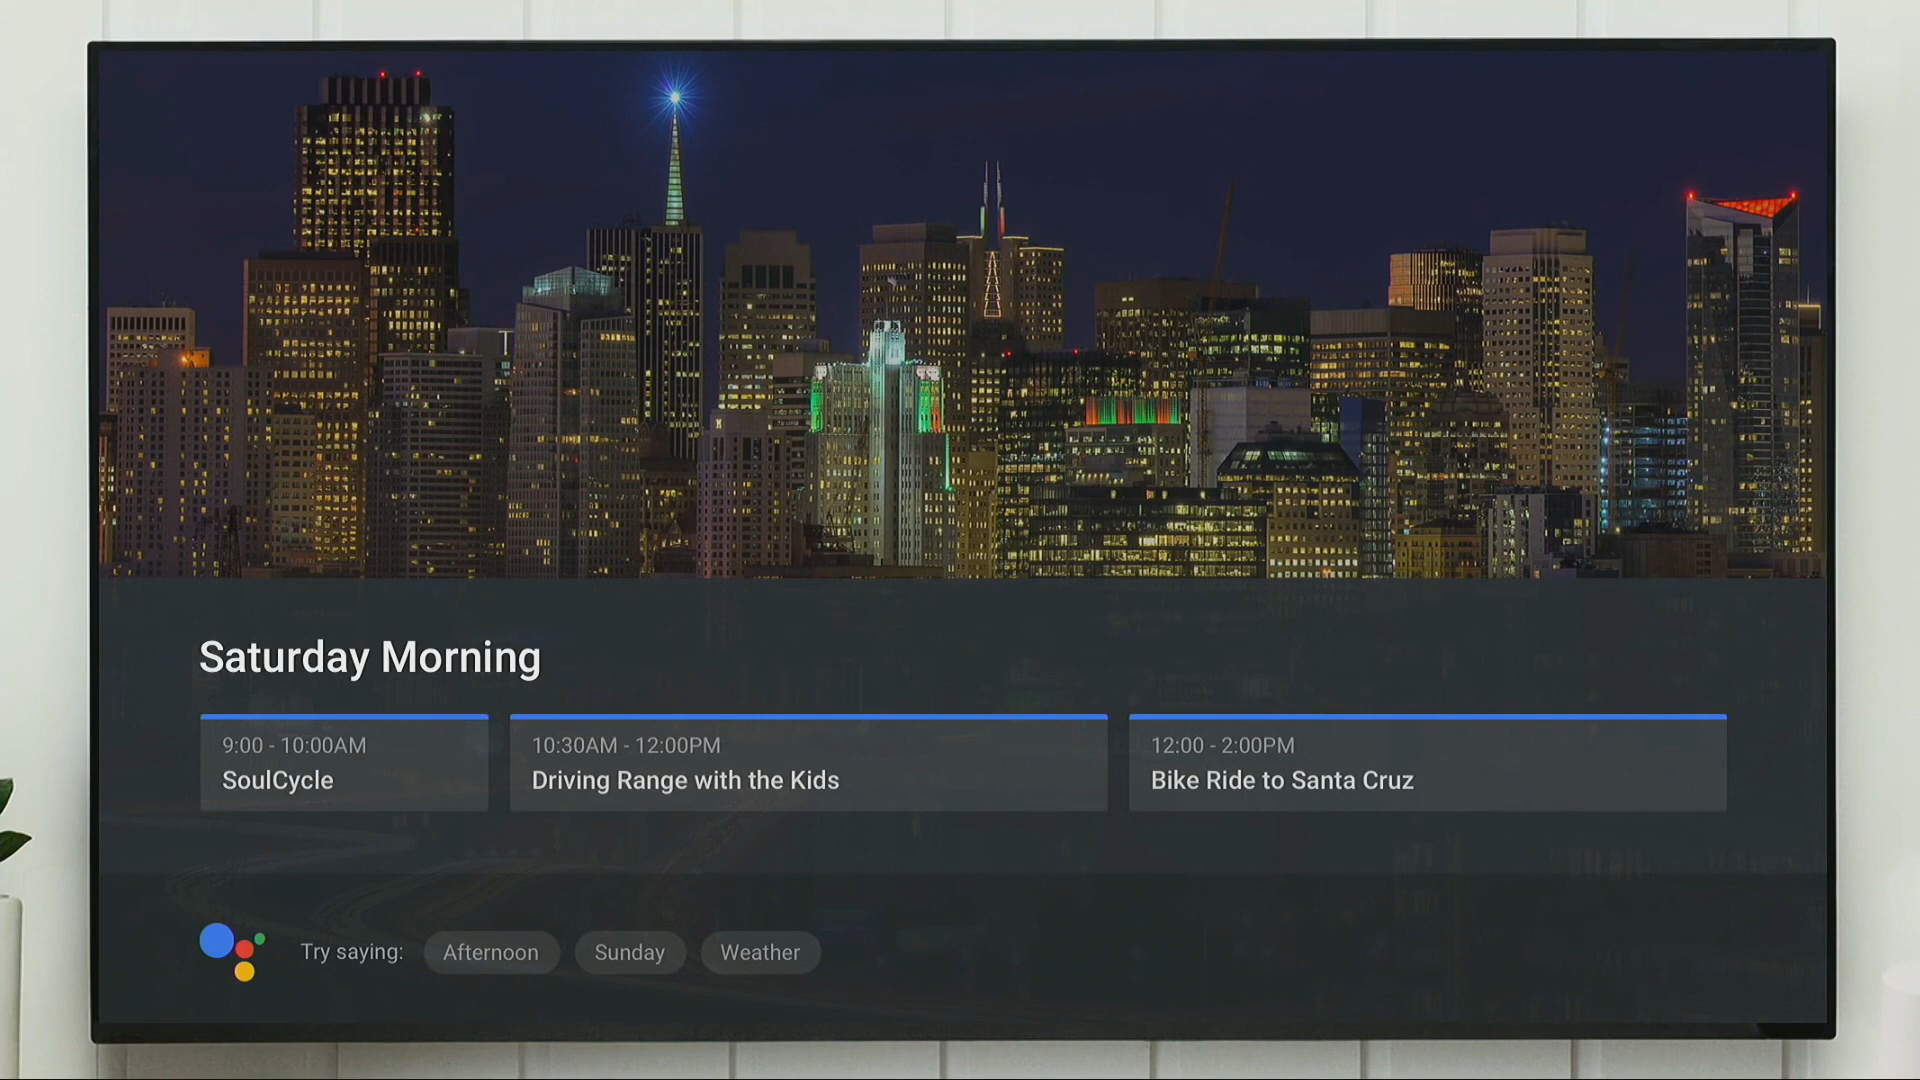 Saturday Morning
9:00 - 10:00AM
SoulCycle
10:30AM - 12:00PM
Driving Range with the Kids
12:00 - 2:00PM
Bike Ride to Santa Cruz
Try saying: Afternoon Sunday Weather